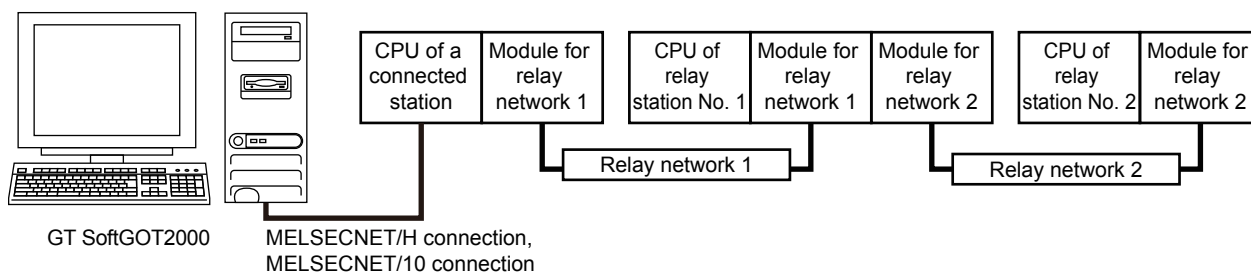 CPU of a
connected
station
Module for
relay
network 1
CPU of
relay
station No. 1
Module for
relay
network 1
Module for
relay
network 2
CPU of
relay
station No. 2
Module for
relay
network 2
Relay network 1
Relay network 2
GT SoftGOT2000
MELSECNET/H connection,
MELSECNET/10 connection